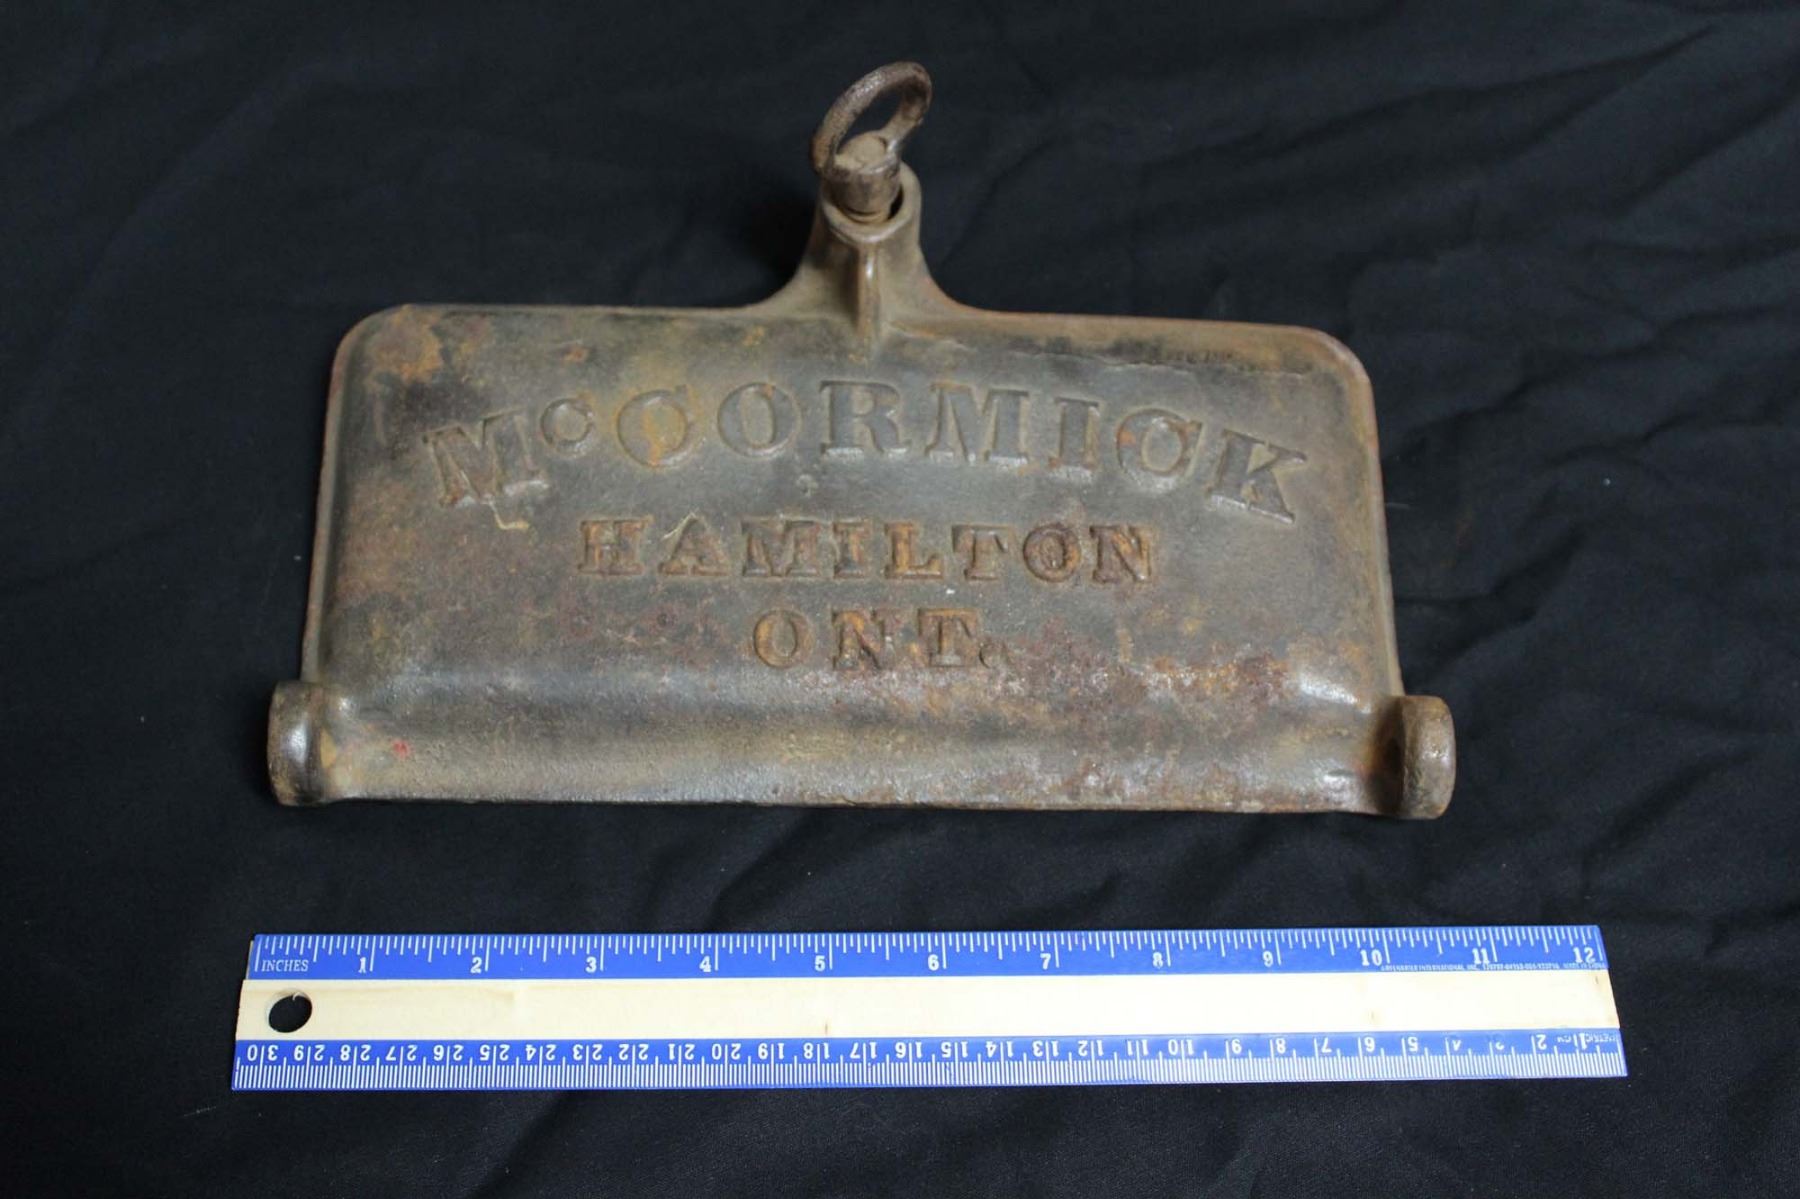 McCORMICK
HAMILTON
ONT.
INCHES 1 2 3 4 5 6 7 8 9 10 11 12
30 29 28 27 26 25 24 23 22 21 20 19 18 17 16 15 14 13 12 11 10 9 8 7 6 5 4 3 2 1